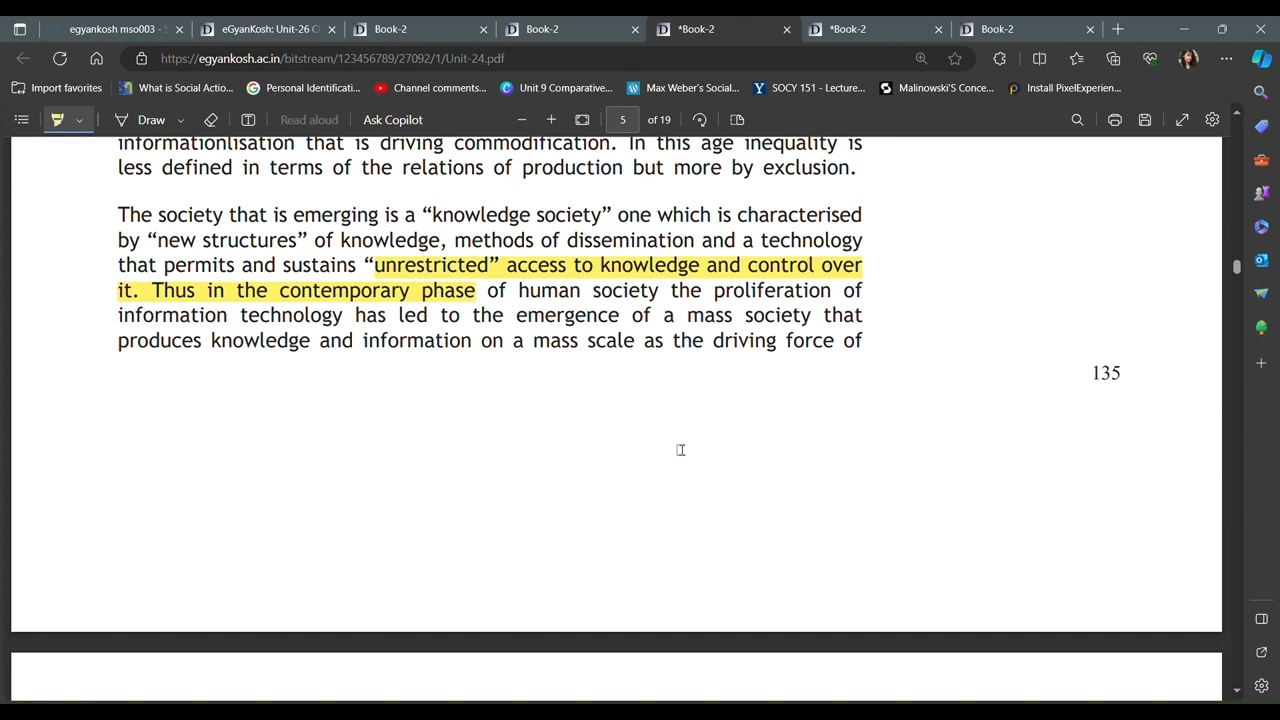 egyankosh mso003 -
eGyanKosh: Unit-26
Book-2
Book-2
*Book-2
*Book-2
Book-2
https://egyankosh.ac.in/bitstream/123456789/27092/1/Unit-24.pdf
Import favorites
What is Social Actio...
Personal Identificati...
Channel comments...
Unit 9 Comparative...
Max Weber's Social...
SOCY 151 - Lecture...
Malinowski'S Conce...
Install PixelExperien...
Draw
Read aloud
Ask Copilot
5 of 19
informationlisation that is driving commodification. In this age inequality is
less defined in terms of the relations of production but more by exclusion.
The society that is emerging is a “knowledge society” one which is characterised
by “new structures” of knowledge, methods of dissemination and a technology
that permits and sustains “unrestricted” access to knowledge and control over
it. Thus in the contemporary phase of human society the proliferation of
information technology has led to the emergence of a mass society that
produces knowledge and information on a mass scale as the driving force of
135